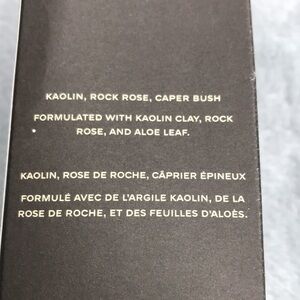 KAOLIN, ROCK ROSE, CAPER BUSH
FORMULATED WITH KAOLIN CLAY, ROCK
ROSE, AND ALOE LEAF.
KAOLIN, ROSE DE ROCHE, CÂPRIER ÉPINEUX
FORMULÉ AVEC DE L'ARGILE KAOLIN, DE LA
ROSE DE ROCHE, ET DES FEUILLES D'ALOÈS.